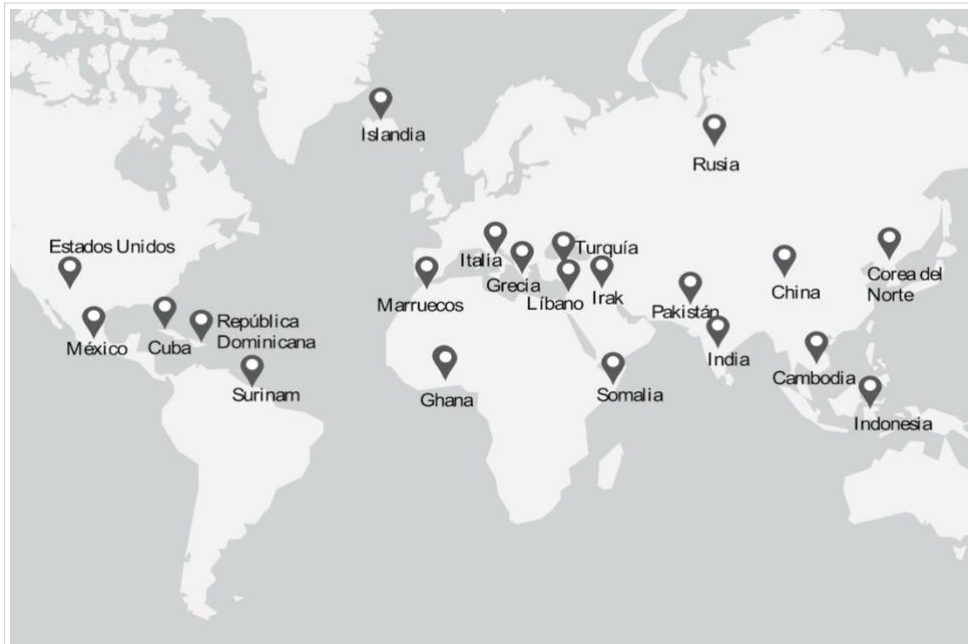 Islandia
Rusia
Estados Unidos
Italia
Turquía
Grecia
Líbano
Irak
Marruecos
Pakistán
China
Corea del
Norte
México
Cuba
República
Dominicana
India
Surinam
Ghana
Somalia
Cambodia
Indonesia